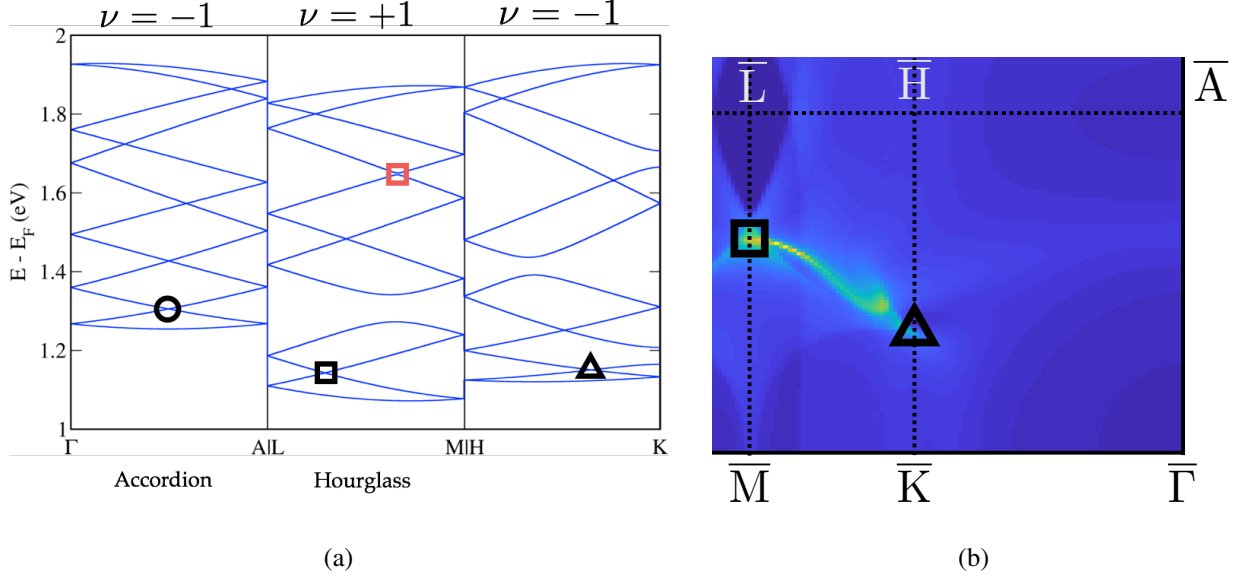 ν = −1 ν = +1 ν = −1
2
1.8
1.6
1.4
1.2
1
E - E_F (eV)
Γ A|L M|H K
Accordion Hourglass
(a)
L̅ H̅ A̅
M̅ K̅ Γ̅
(b)